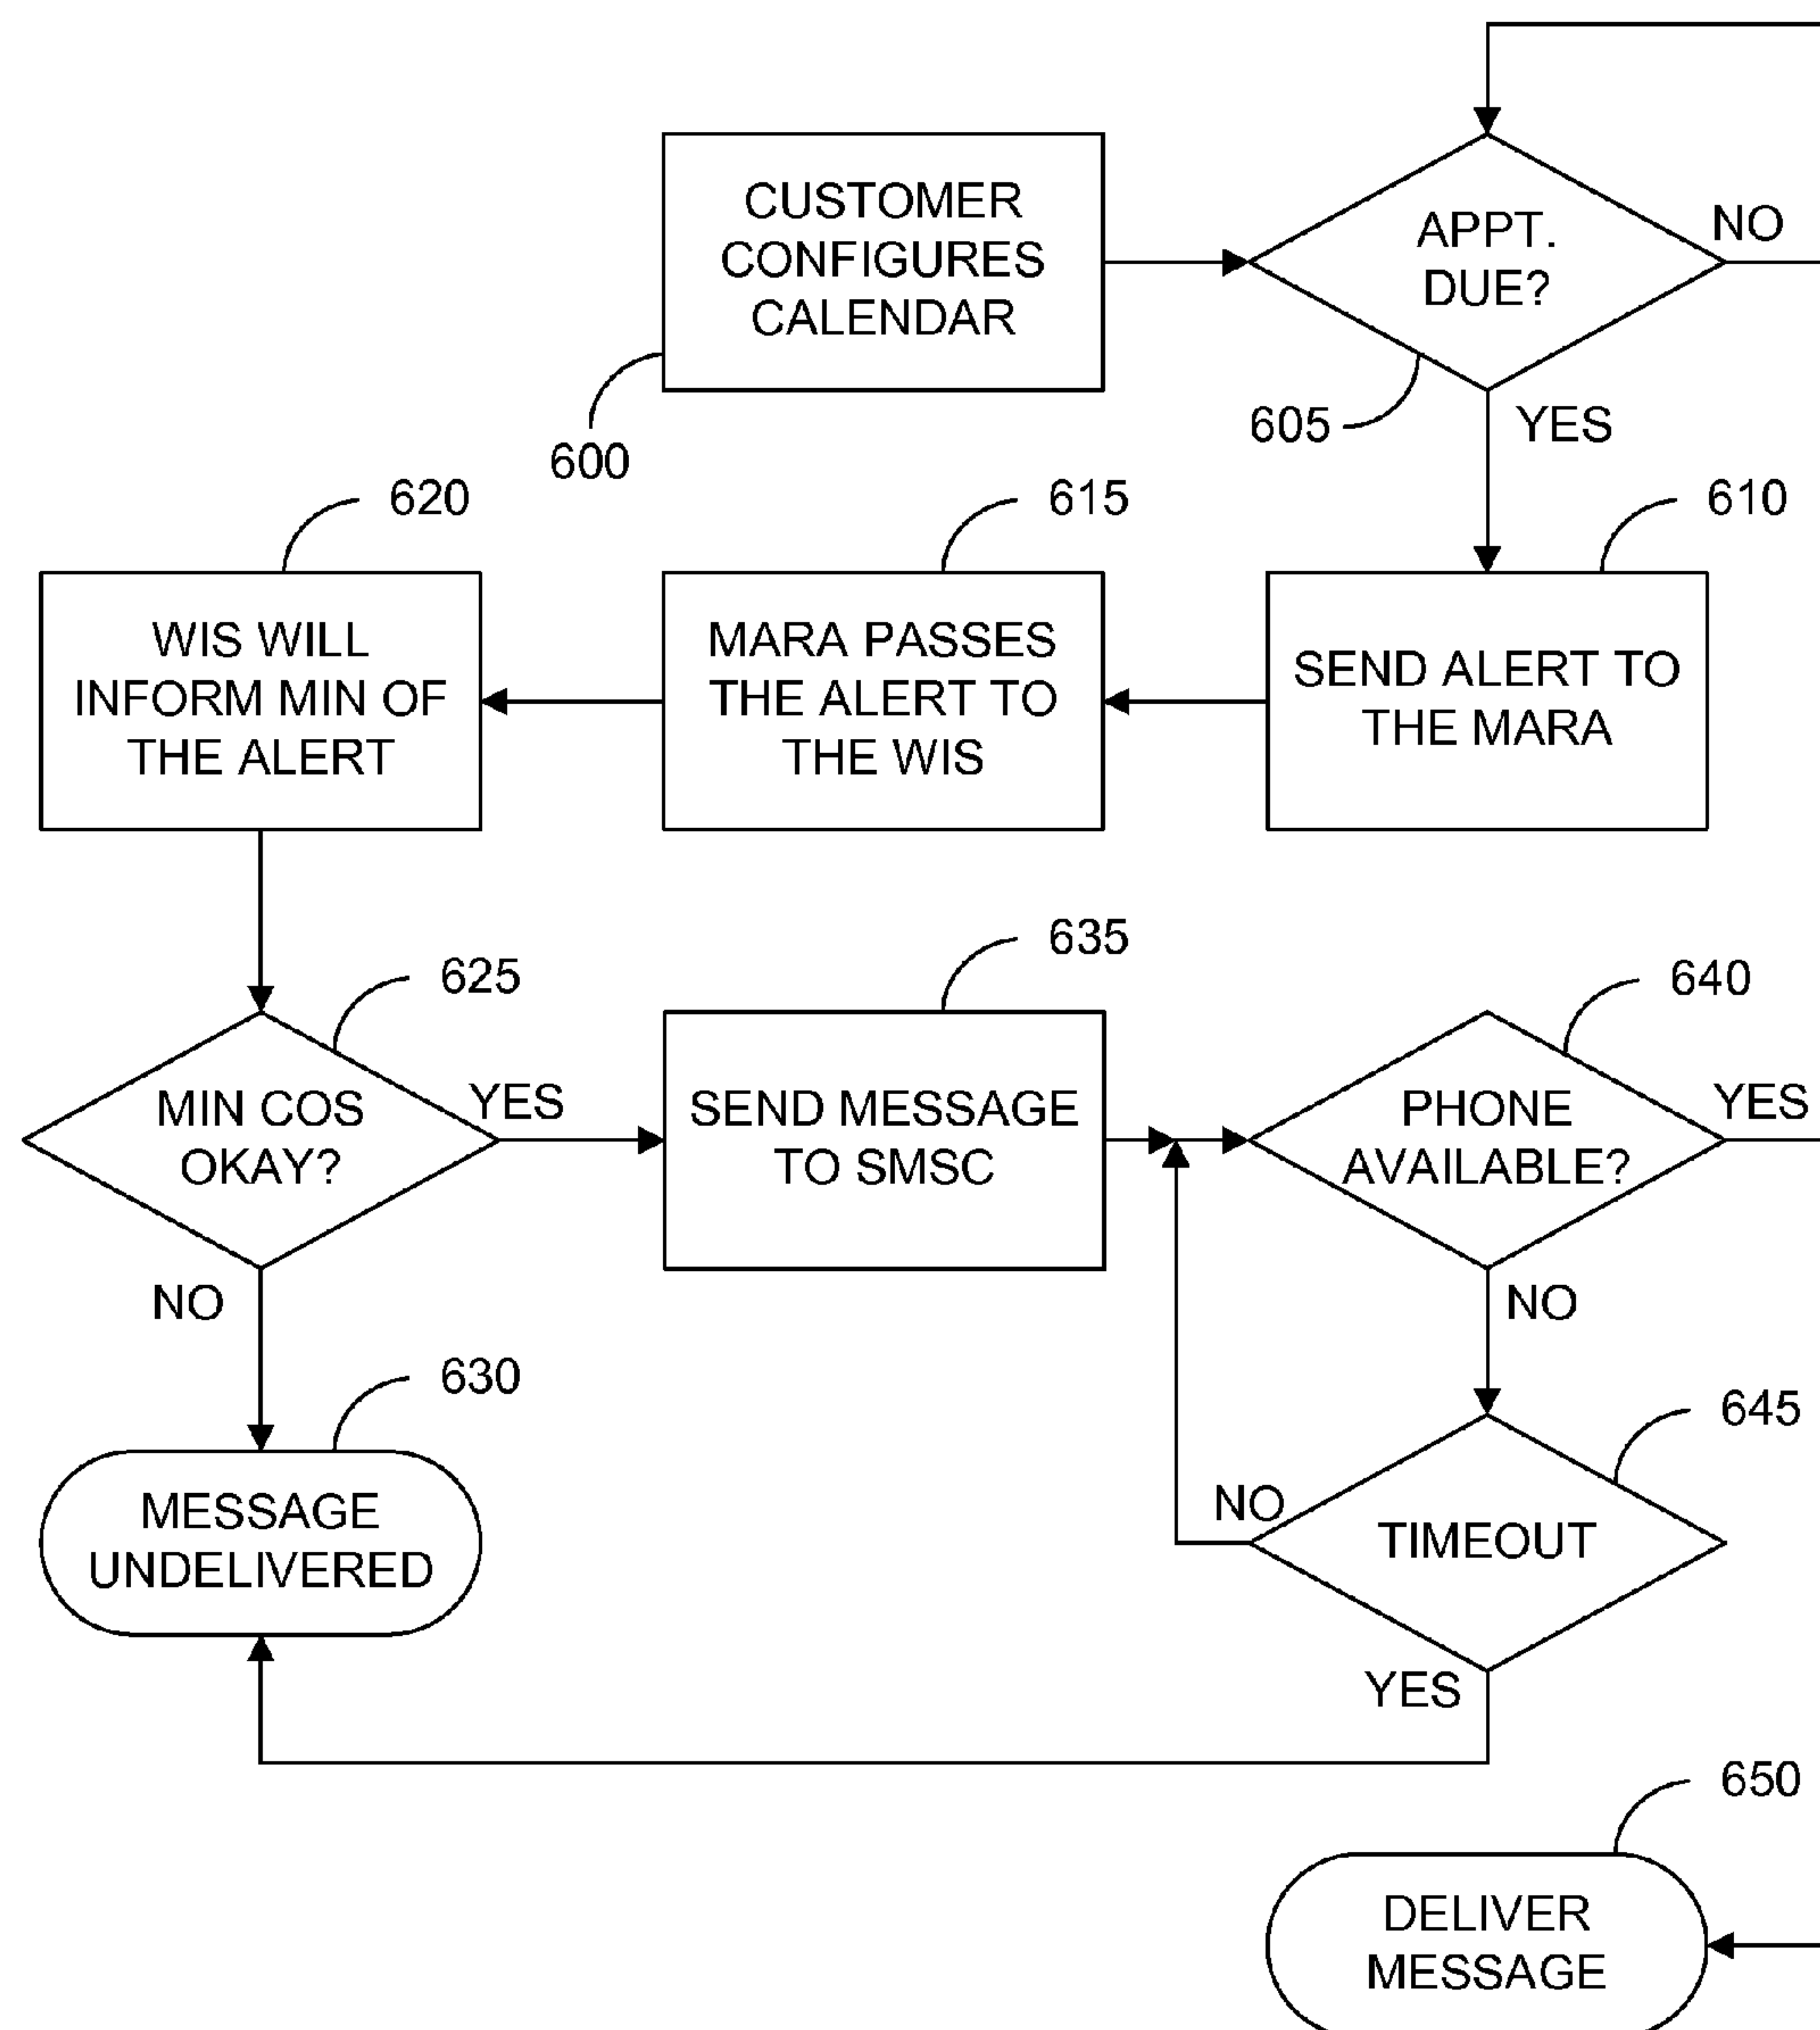 CUSTOMER
CONFIGURES
CALENDAR
600
APPT.
DUE?
NO
605
YES
620
615
610
WIS WILL
INFORM MIN OF
THE ALERT
MARA PASSES
THE ALERT TO
THE WIS
SEND ALERT TO
THE MARA
625
635
640
MIN COS
OKAY?
YES
SEND MESSAGE
TO SMSC
PHONE
AVAILABLE?
YES
NO
NO
630
645
MESSAGE
UNDELIVERED
NO
TIMEOUT
YES
650
DELIVER
MESSAGE